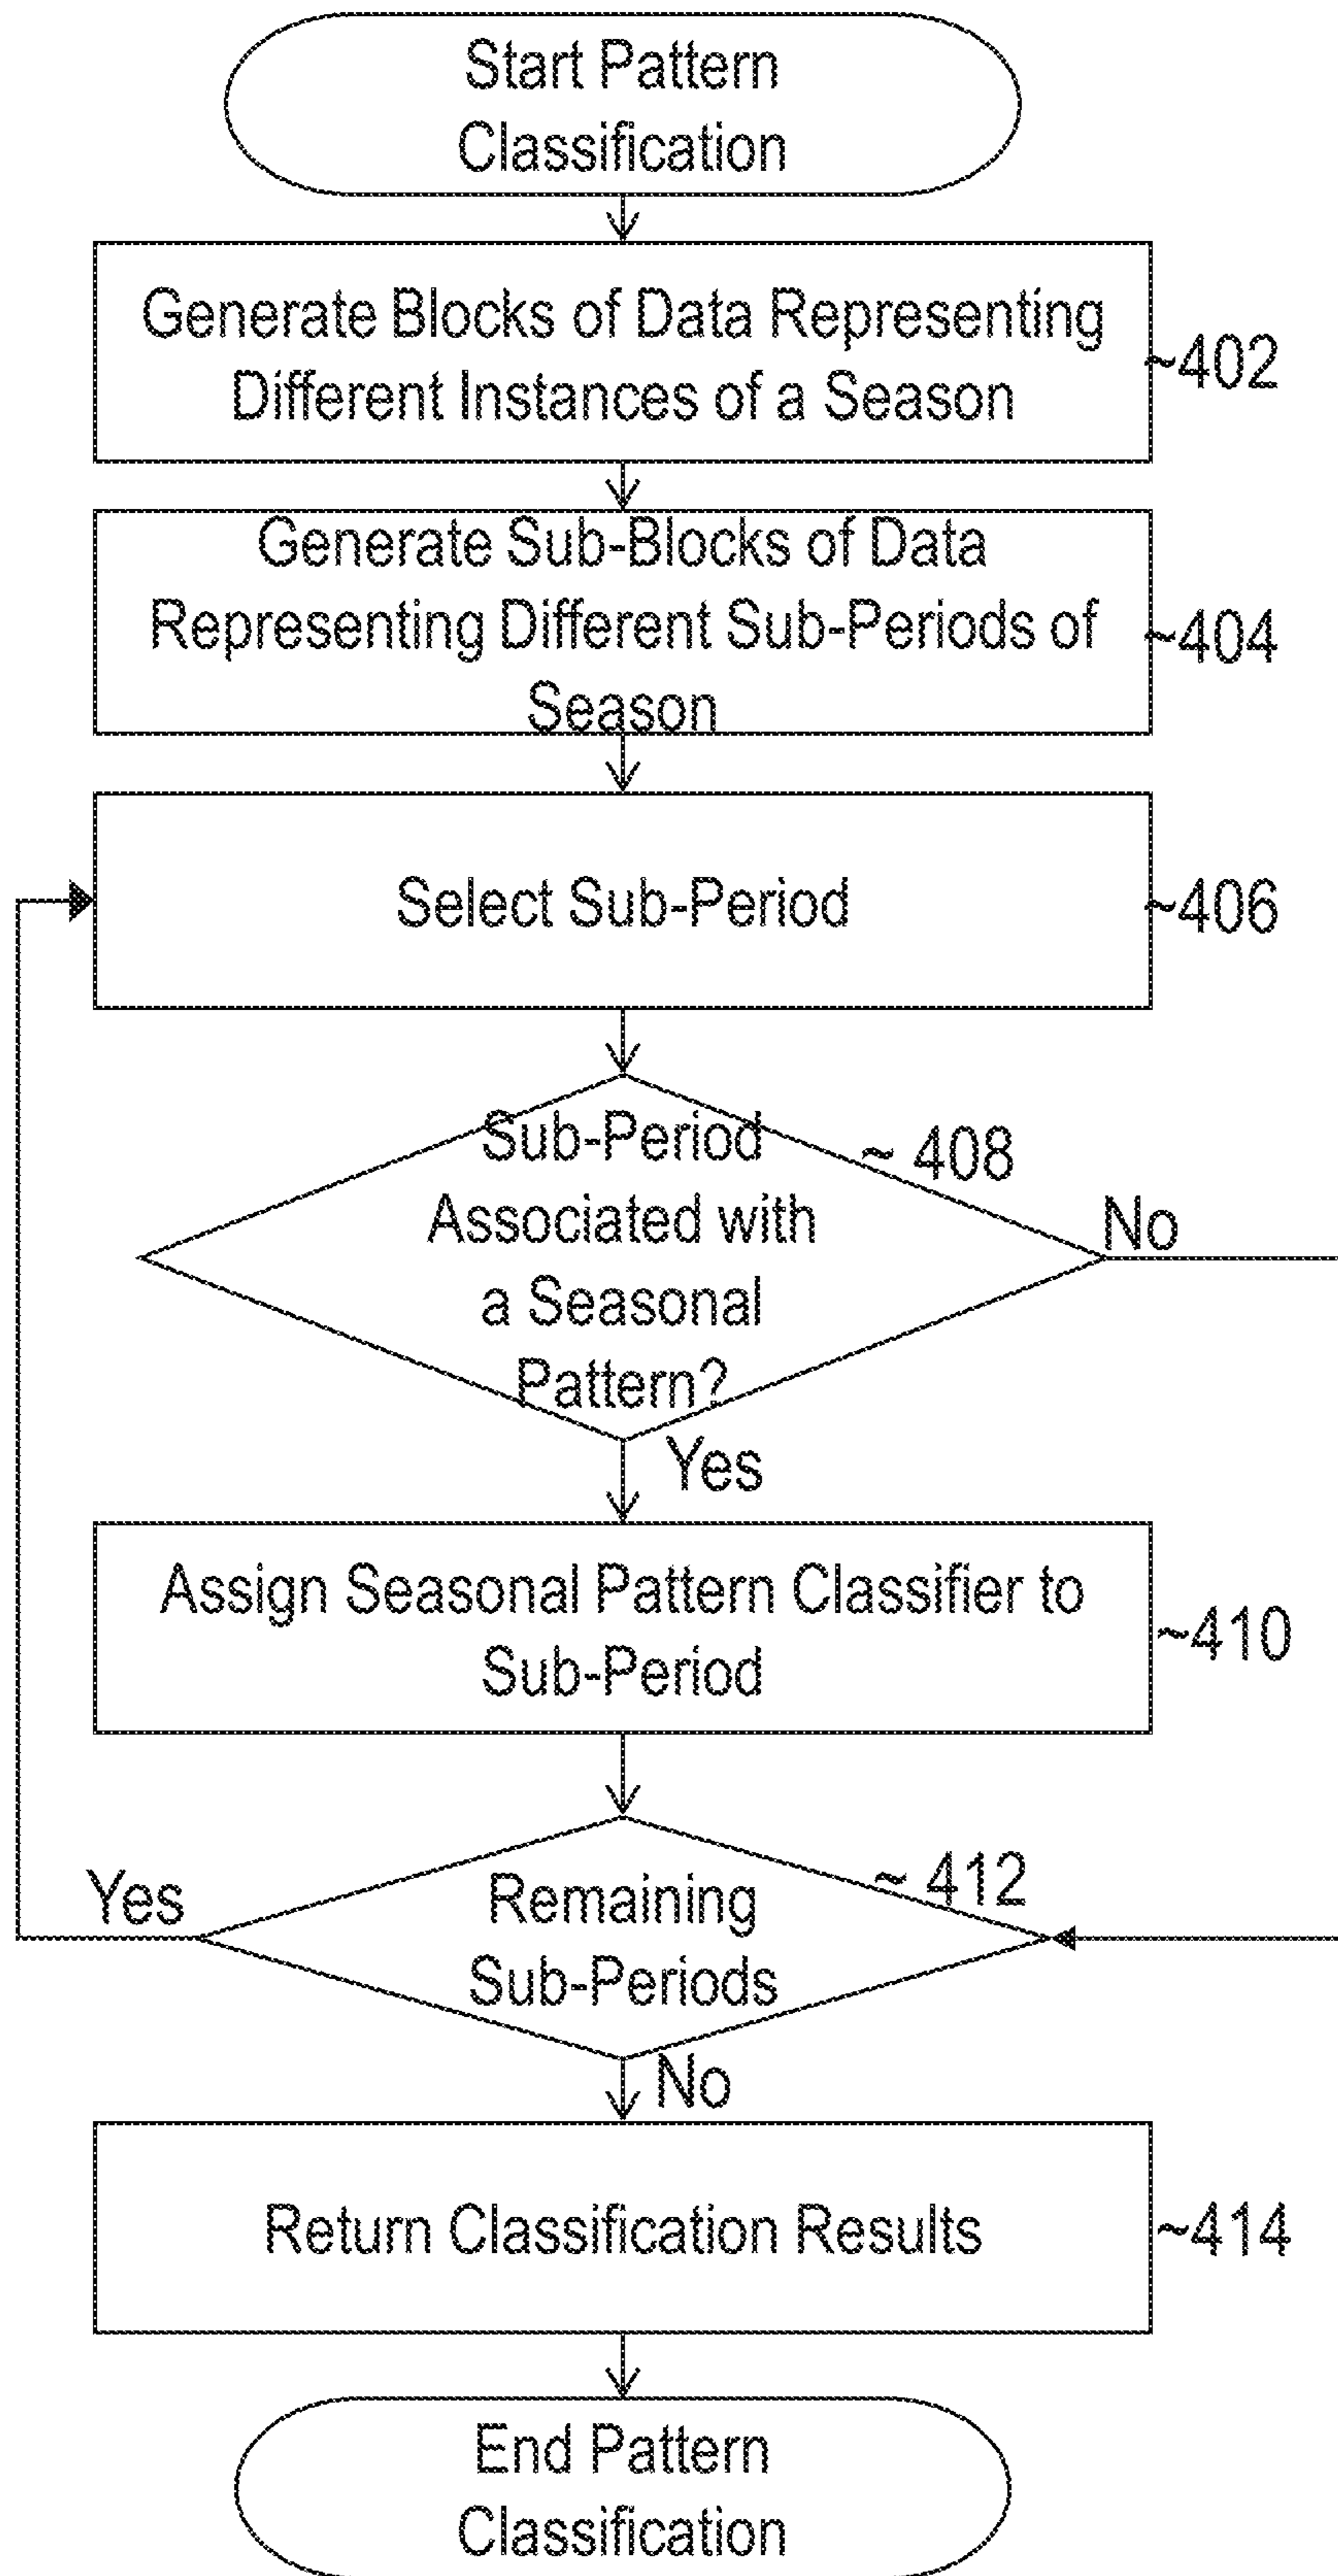 Start Pattern
Classification
Generate Blocks of Data Representing
Different Instances of a Season
~402
Generate Sub-Blocks of Data
Representing Different Sub-Periods of
Season
~404
Select Sub-Period
~406
Sub-Period
Associated with
a Seasonal
Pattern?
~ 408
No
Yes
Assign Seasonal Pattern Classifier to
Sub-Period
~410
Remaining
Sub-Periods
~ 412
Yes
No
Return Classification Results
~414
End Pattern
Classification